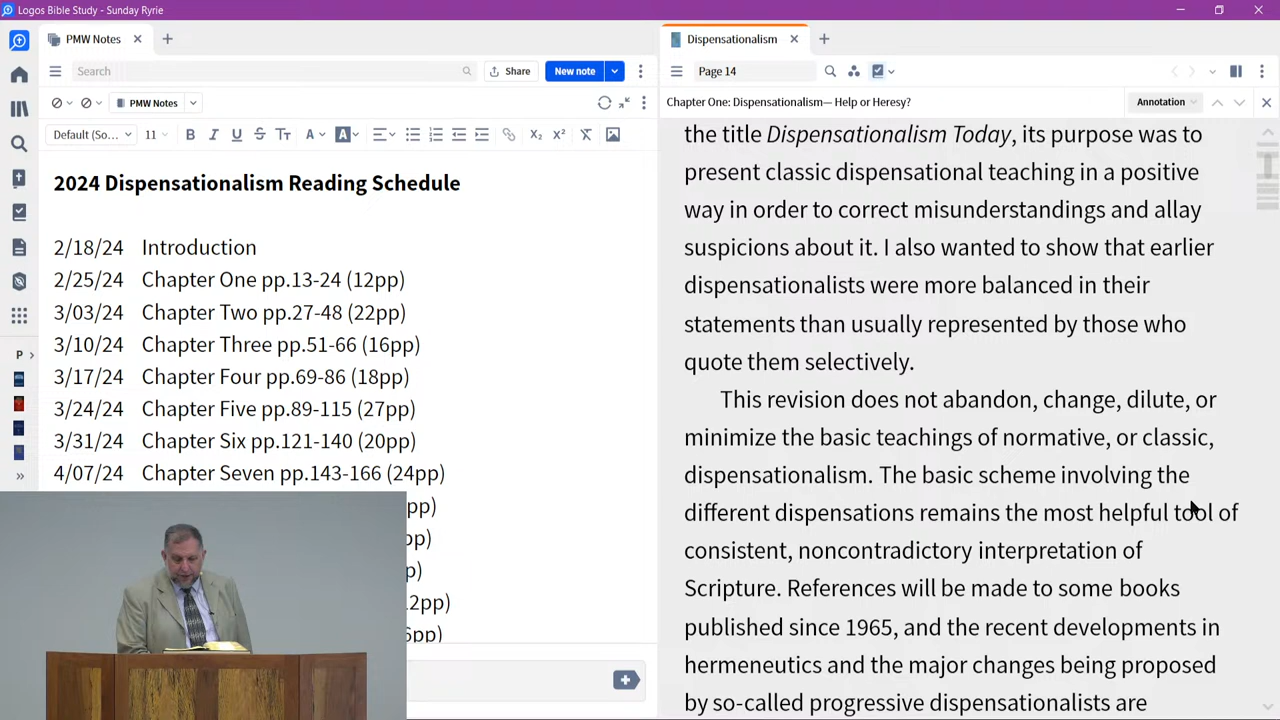 Logos Bible Study - Sunday Ryrie
PMW Notes
Search
Share
New note
PMW Notes
Default (So...
11
2024 Dispensationalism Reading Schedule
2/18/24 Introduction
2/25/24 Chapter One pp.13-24 (12pp)
3/03/24 Chapter Two pp.27-48 (22pp)
3/10/24 Chapter Three pp.51-66 (16pp)
3/17/24 Chapter Four pp.69-86 (18pp)
3/24/24 Chapter Five pp.89-115 (27pp)
3/31/24 Chapter Six pp.121-140 (20pp)
4/07/24 Chapter Seven pp.143-166 (24pp)
pp)
p)
)
2pp)
pp)
P
Dispensationalism
Page 14
Chapter One: Dispensationalism— Help or Heresy?
Annotation
the title Dispensationalism Today, its purpose was to
present classic dispensational teaching in a positive
way in order to correct misunderstandings and allay
suspicions about it. I also wanted to show that earlier
dispensationalists were more balanced in their
statements than usually represented by those who
quote them selectively.
This revision does not abandon, change, dilute, or
minimize the basic teachings of normative, or classic,
dispensationalism. The basic scheme involving the
different dispensations remains the most helpful tool of
consistent, noncontradictory interpretation of
Scripture. References will be made to some books
published since 1965, and the recent developments in
hermeneutics and the major changes being proposed
by so-called progressive dispensationalists are